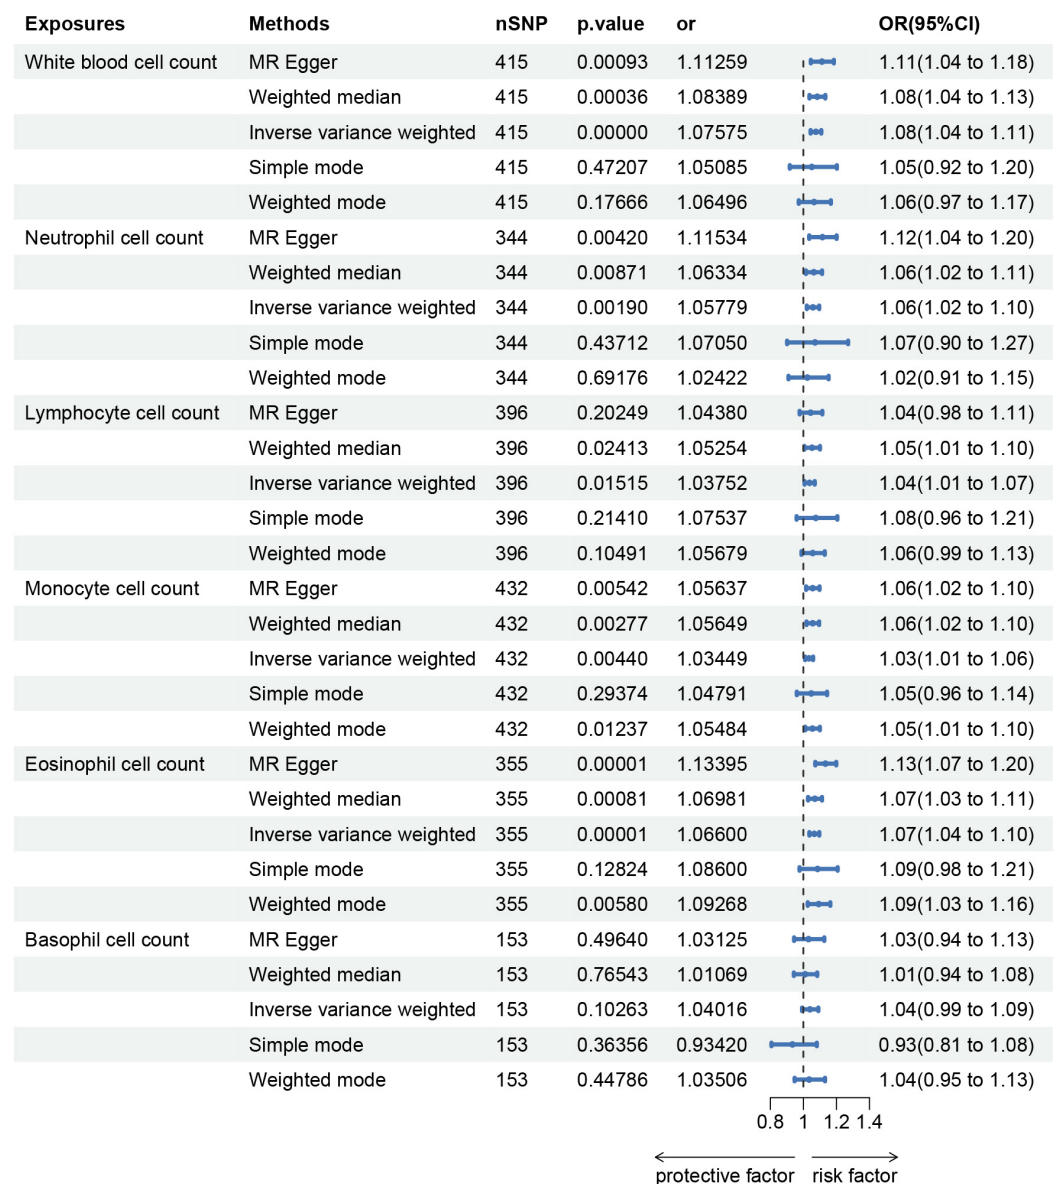 Exposures Methods nSNP p.value or OR(95%CI)
White blood cell count MR Egger 415 0.00093 1.11259 1.11(1.04 to 1.18)
Weighted median 415 0.00036 1.08389 1.08(1.04 to 1.13)
Inverse variance weighted 415 0.00000 1.07575 1.08(1.04 to 1.11)
Simple mode 415 0.47207 1.05085 1.05(0.92 to 1.20)
Weighted mode 415 0.17666 1.06496 1.06(0.97 to 1.17)
Neutrophil cell count MR Egger 344 0.00420 1.11534 1.12(1.04 to 1.20)
Weighted median 344 0.00871 1.06334 1.06(1.02 to 1.11)
Inverse variance weighted 344 0.00190 1.05779 1.06(1.02 to 1.10)
Simple mode 344 0.43712 1.07050 1.07(0.90 to 1.27)
Weighted mode 344 0.69176 1.02422 1.02(0.91 to 1.15)
Lymphocyte cell count MR Egger 396 0.20249 1.04380 1.04(0.98 to 1.11)
Weighted median 396 0.02413 1.05254 1.05(1.01 to 1.10)
Inverse variance weighted 396 0.01515 1.03752 1.04(1.01 to 1.07)
Simple mode 396 0.21410 1.07537 1.08(0.96 to 1.21)
Weighted mode 396 0.10491 1.05679 1.06(0.99 to 1.13)
Monocyte cell count MR Egger 432 0.00542 1.05637 1.06(1.02 to 1.10)
Weighted median 432 0.00277 1.05649 1.06(1.02 to 1.10)
Inverse variance weighted 432 0.00440 1.03449 1.03(1.01 to 1.06)
Simple mode 432 0.29374 1.04791 1.05(0.96 to 1.14)
Weighted mode 432 0.01237 1.05484 1.05(1.01 to 1.10)
Eosinophil cell count MR Egger 355 0.00001 1.13395 1.13(1.07 to 1.20)
Weighted median 355 0.00081 1.06981 1.07(1.03 to 1.11)
Inverse variance weighted 355 0.00001 1.06600 1.07(1.04 to 1.10)
Simple mode 355 0.12824 1.08600 1.09(0.98 to 1.21)
Weighted mode 355 0.00580 1.09268 1.09(1.03 to 1.16)
Basophil cell count MR Egger 153 0.49640 1.03125 1.03(0.94 to 1.13)
Weighted median 153 0.76543 1.01069 1.01(0.94 to 1.08)
Inverse variance weighted 153 0.10263 1.04016 1.04(0.99 to 1.09)
Simple mode 153 0.36356 0.93420 0.93(0.81 to 1.08)
Weighted mode 153 0.44786 1.03506 1.04(0.95 to 1.13)
0.8 1 1.2 1.4
protective factor risk factor